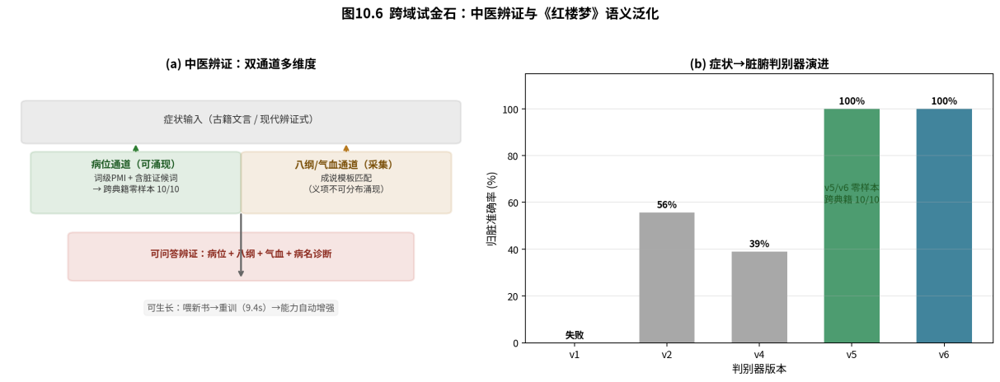 图10.6 跨域试金石：中医辨证与《红楼梦》语义泛化
(a) 中医辨证：双通道多维度
症状输入（古籍文言 / 现代辨证式）
病位通道（可涌现）
词级PMI + 含脏证候词
→ 跨典籍零样本 10/10
八纲/气血通道（采集）
成说模板匹配
（义项不可分布涌现）
可问答辨证：病位 + 八纲 + 气血 + 病名诊断
可生长：喂新书→重训（9.4s）→能力自动增强
(b) 症状→脏腑判别器演进
归脏准确率 (%)
100
80
60
40
20
0
失败
56%
39%
100%
100%
v5/v6 零样本
跨典籍 10/10
v1
v2
v4
v5
v6
判别器版本